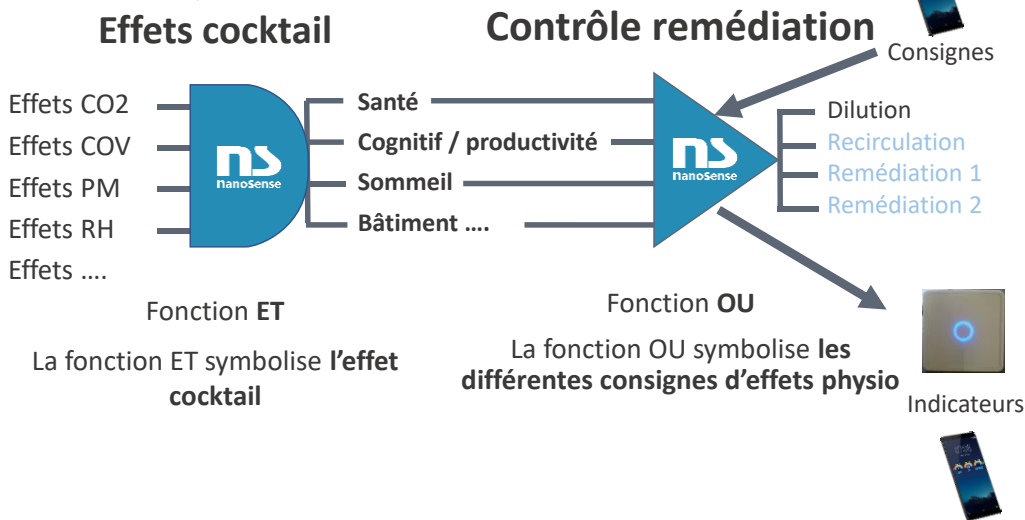 Effets cocktail
Contrôle remédiation
Consignes
Effets CO2
Effets COV
Effets PM
Effets RH
Effets ....
ns
nanosense
Santé
Cognitif / productivité
Sommeil
Bâtiment ....
ns
nanosense
Dilution
Recirculation
Remédiation 1
Remédiation 2
Fonction ET
La fonction ET symbolise l'effet
cocktail
Fonction OU
La fonction OU symbolise les
différentes consignes d'effets physio
Indicateurs